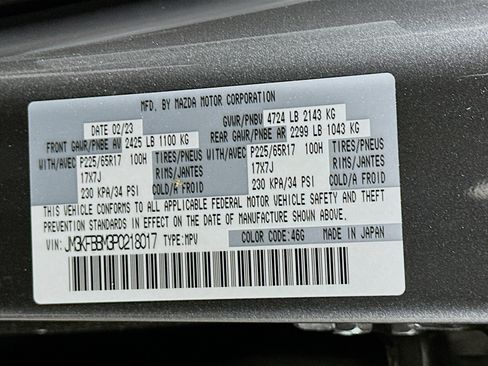 MFD. BY MAZDA MOTOR CORPORATION
DATE 02/23 GVWR/PNBV 4724 LB 2143 KG
FRONT GAWR/PNBE AV 2425 LB 1100 KG REAR GAWR/PNBE AR 2299 LB 1043 KG
WITH/AVEC P225/65R17 100H TIRES/PNEUS WITH/AVEC P225/65R17 100H TIRES/PNEUS
17X7J RIMS/JANTES 17X7J RIMS/J
230 KPA/34 PSI COLD/A FROID 230 KPA/34 PSI COLD/A FROID
THIS VEHICLE CONFORMS TO ALL APPLICABLE FEDERAL MOTOR VEHICLE SAFETY AND THEFT
PREVENTION STANDARDS IN EFFECT ON THE DATE OF MANUFACTURE SHOWN ABOVE.
VIN: JM3KFBBM3P0218017 TYPE:MPV COLOR CODE:46G MADE IN JAPAN